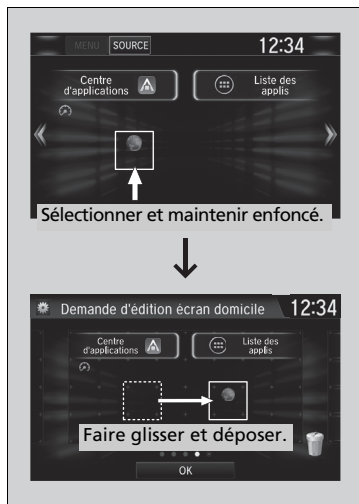 MENU SOURCE 12:34
Centre
d'applications
Liste des
applis
Sélectionner et maintenir enfoncé.
Demande d'édition écran domicile 12:34
Centre
d'applications
Liste des
applis
Faire glisser et déposer.
OK